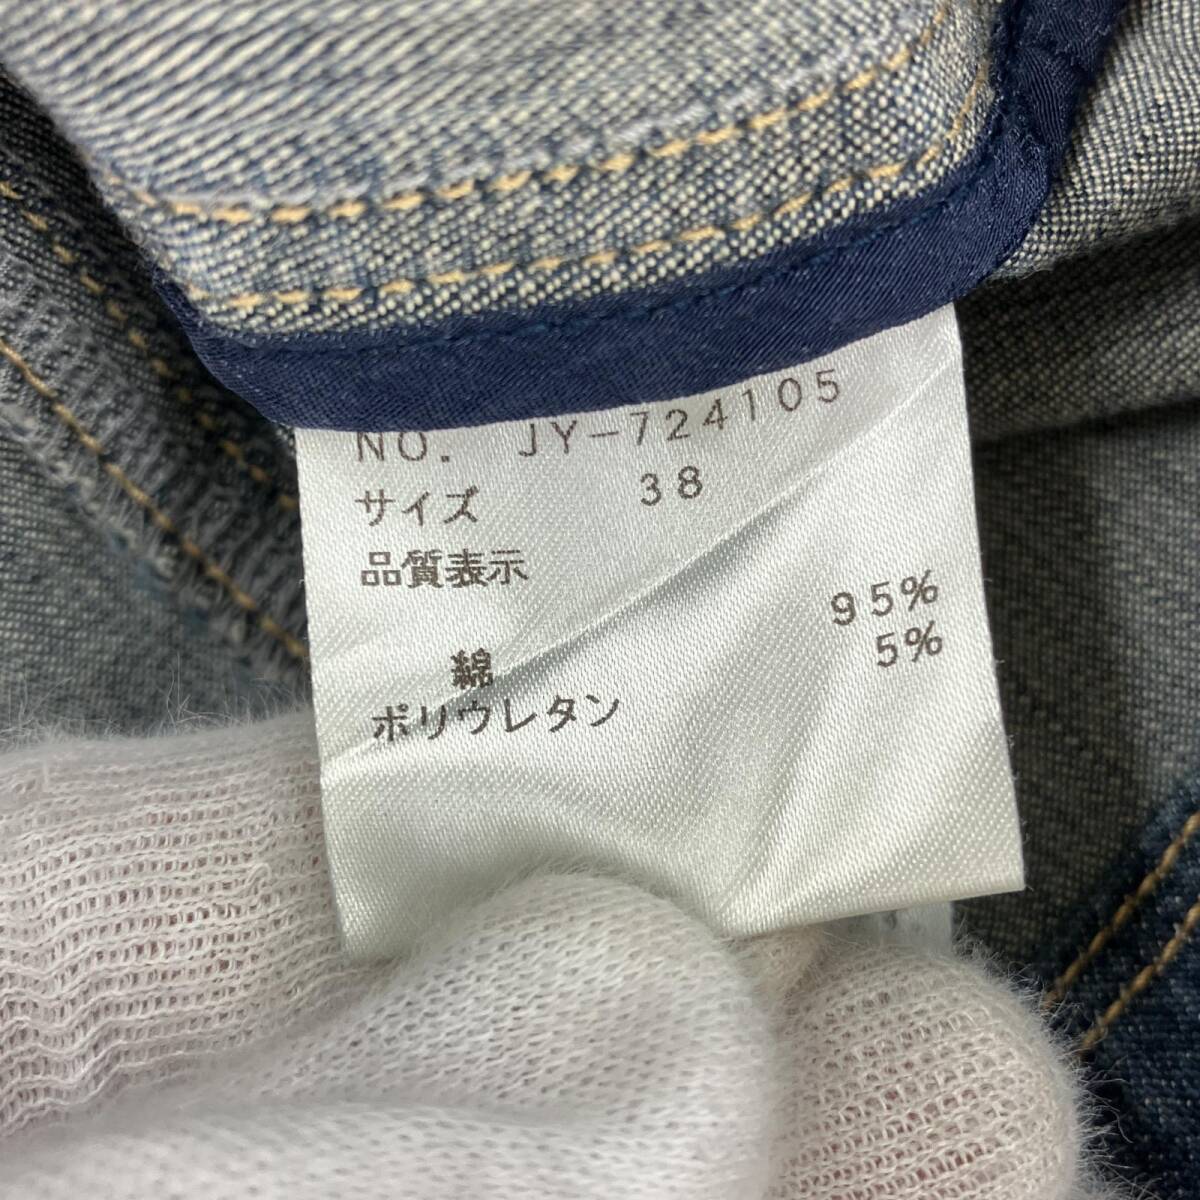 NO. JY-724105
サイズ 38
品質表示
綿 95%
ポリウレタン 5%